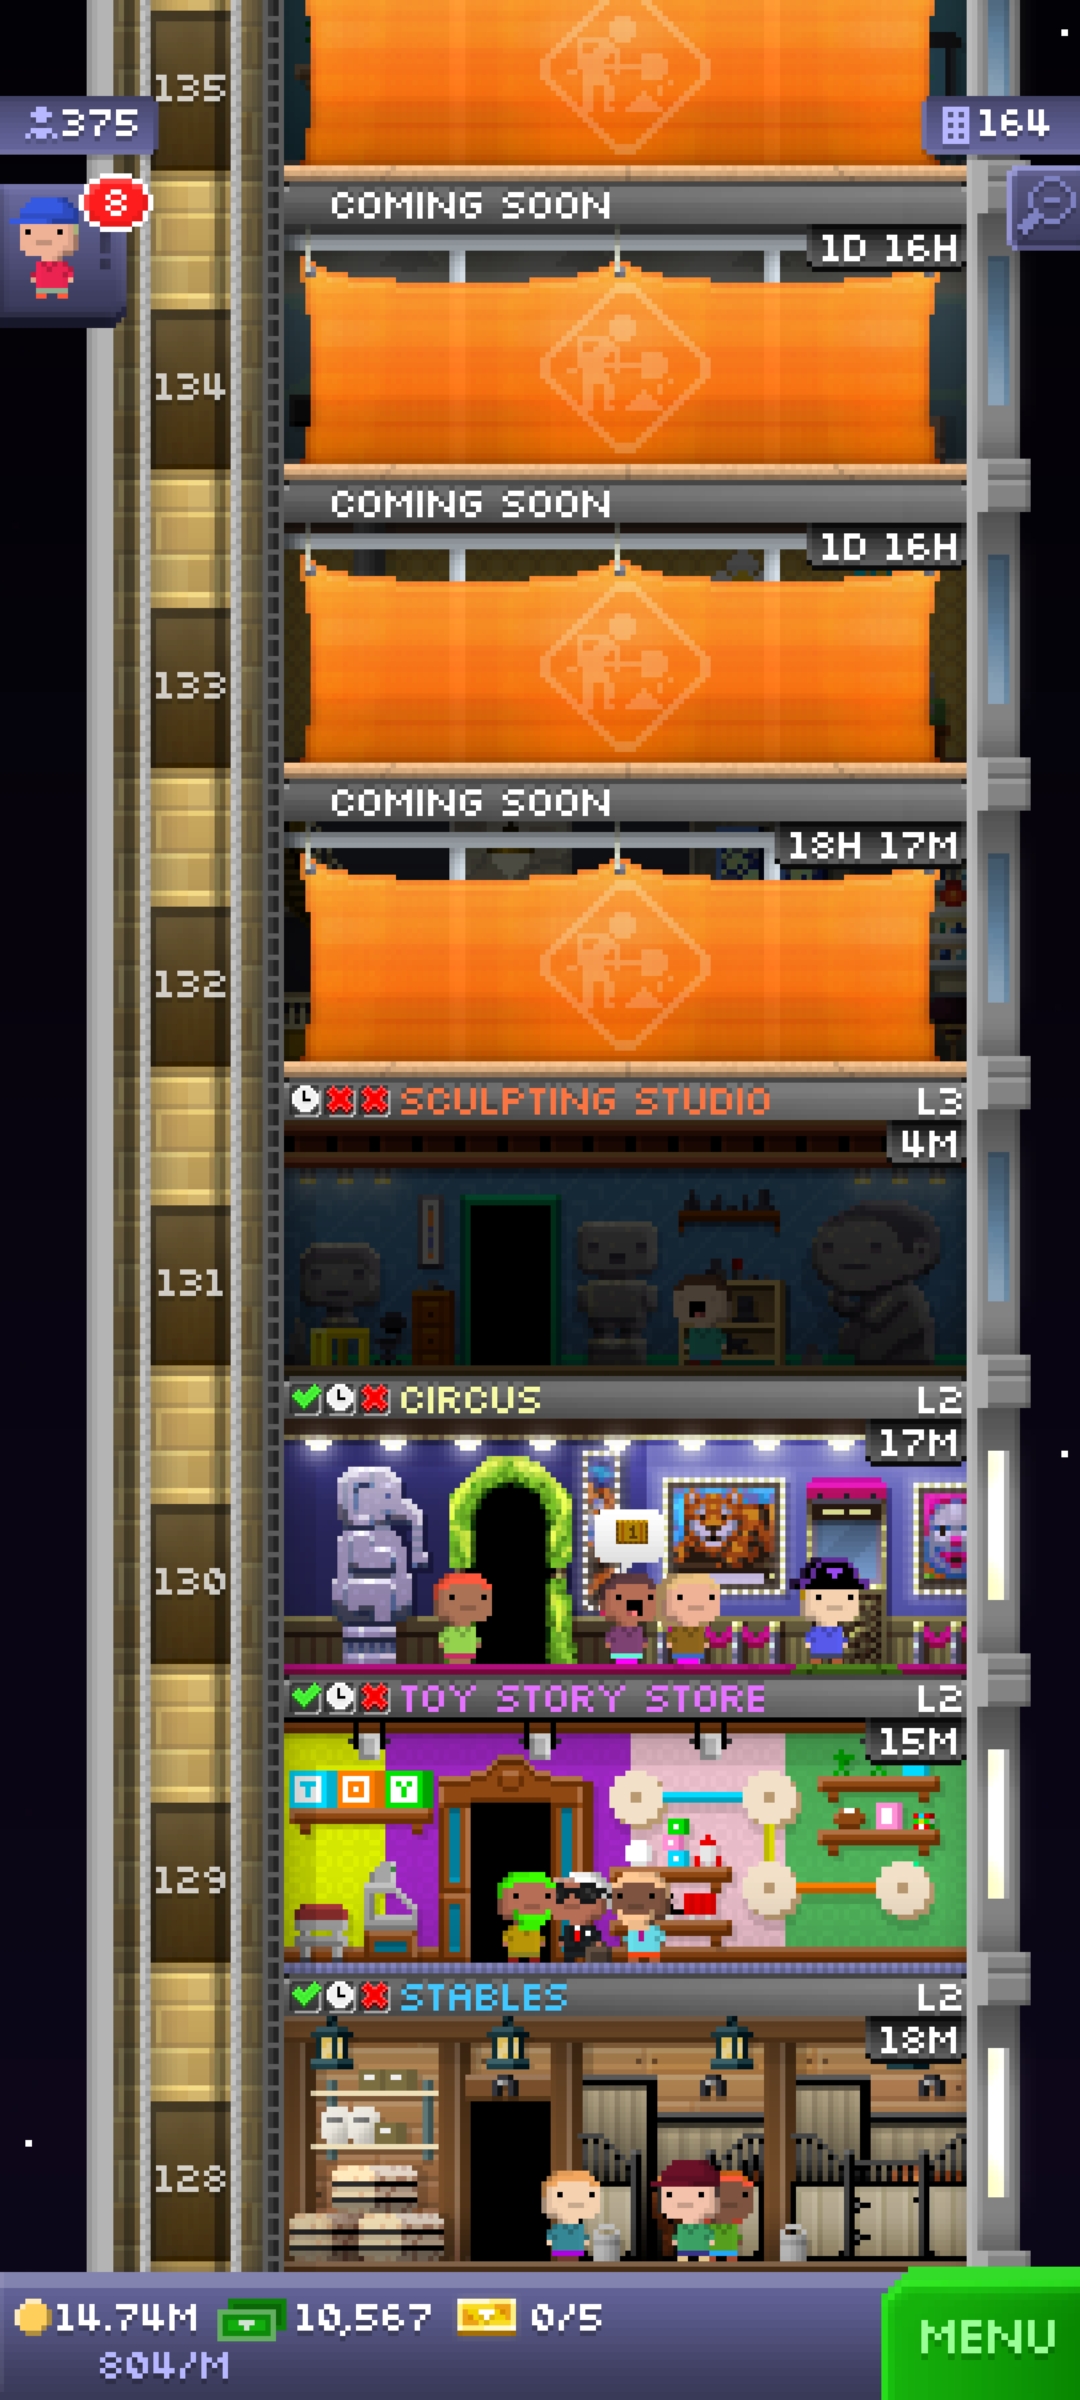 135
375
164
8
COMING SOON
1D 16H
134
COMING SOON
1D 16H
133
COMING SOON
18H 17M
132
SCULPTING STUDIO L3
4M
131
CIRCUS L2
17M
1
130
TOY STORY STORE L2
15M
TOY
129
STABLES L2
18M
128
14.74M 10,567 0/5
804/M
MENU